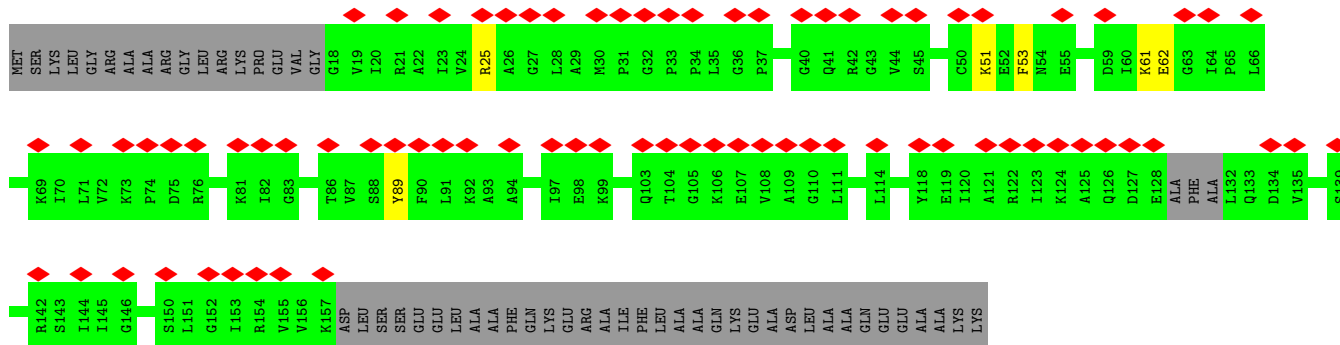 MET SER LYS LEU GLY ARG ALA ALA ARG GLY LEU ARG LYS PRO GLU VAL GLY G18 V19 I20 R21 A22 I23 V24 R25 A26 G27 L28 A29 M30 P31 G32 P33 P34 L35 G36 P37 G40 Q41 R42 G43 V44 S45 C50 K51 E52 F53 N54 E55 D59 I60 K61 E62 G63 I64 P65 L66
K69 I70 L71 V72 K73 P74 D75 R76 K81 I82 G83 T86 V87 S88 Y89 F90 L91 K92 A93 A94 I97 E98 K99 Q103 T104 G105 K106 E107 V108 A109 G110 L111 L114 Y118 E119 I120 A121 R122 I123 K124 A125 Q126 D127 E128 ALA PHE ALA L132 Q133 D134 V135
R142 S143 I144 I145 G146 S150 L151 G152 I153 R154 V155 V156 K157 ASP LEU SER SER GLU GLU LEU ALA ALA PHE GLN LYS GLU ARG ALA ILE PHE LEU ALA ALA GLN LYS GLU ALA ASP LEU ALA ALA GLN GLU GLU ALA ALA LYS LYS